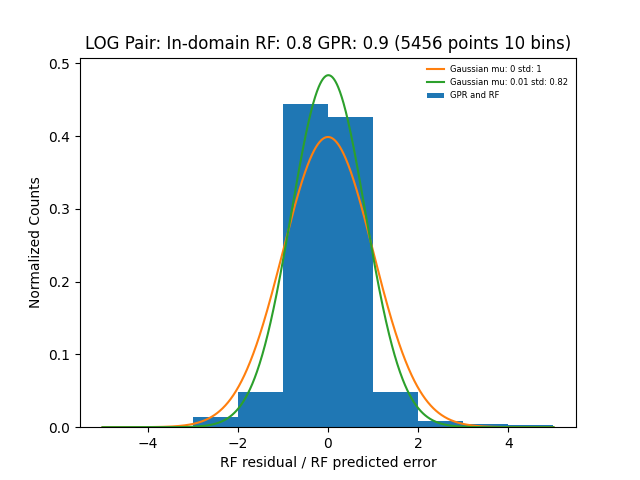 LOG Pair: In-domain RF: 0.8 GPR: 0.9 (5456 points 10 bins)
Gaussian mu: 0 std: 1
Gaussian mu: 0.01 std: 0.82
GPR and RF
Normalized Counts
0.5
0.4
0.3
0.2
0.1
0.0
−4
−2
0
2
4
RF residual / RF predicted error